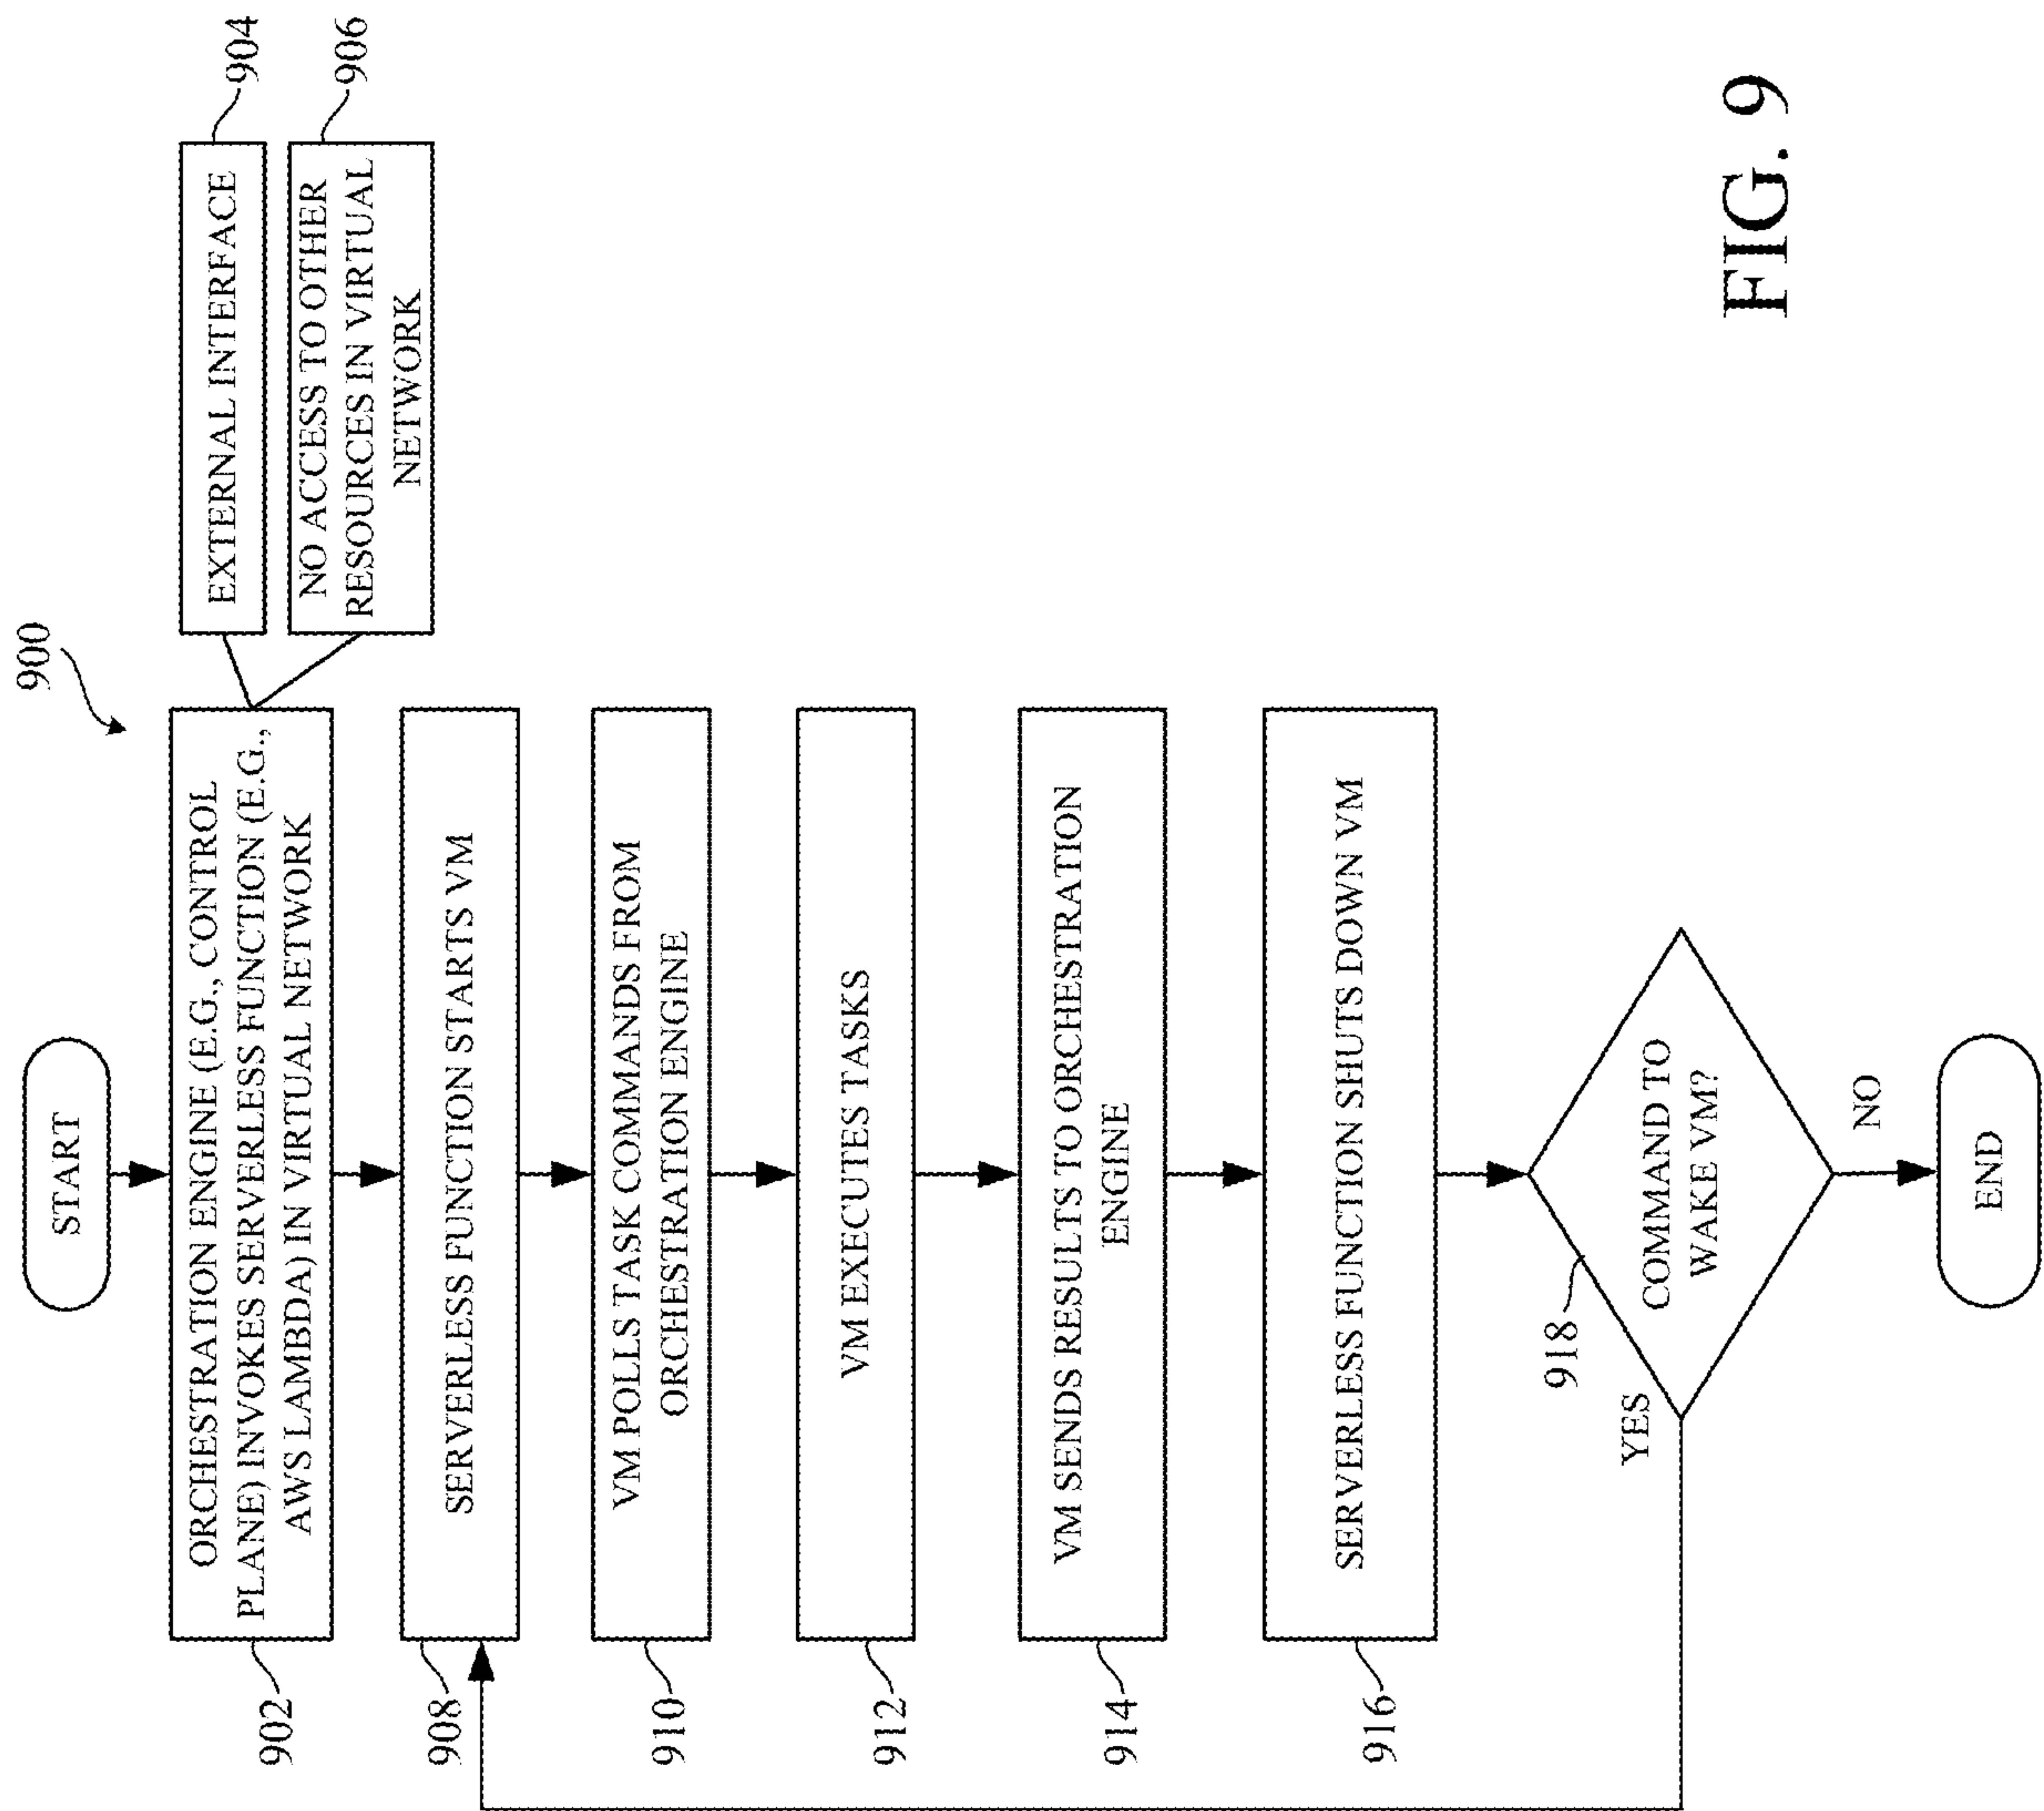 900
START
902
ORCHESTRATION ENGINE (E.G., CONTROL
PLANE) INVOKES SERVERLESS FUNCTION (E.G.,
AWS LAMBDA) IN VIRTUAL NETWORK
EXTERNAL INTERFACE
904
NO ACCESS TO OTHER
RESOURCES IN VIRTUAL
NETWORK
906
908
SERVERLESS FUNCTION STARTS VM
910
VM POLLS TASK COMMANDS FROM
ORCHESTRATION ENGINE
912
VM EXECUTES TASKS
914
VM SENDS RESULTS TO ORCHESTRATION
ENGINE
916
SERVERLESS FUNCTION SHUTS DOWN VM
918
COMMAND TO
WAKE VM?
YES
NO
END
FIG. 9